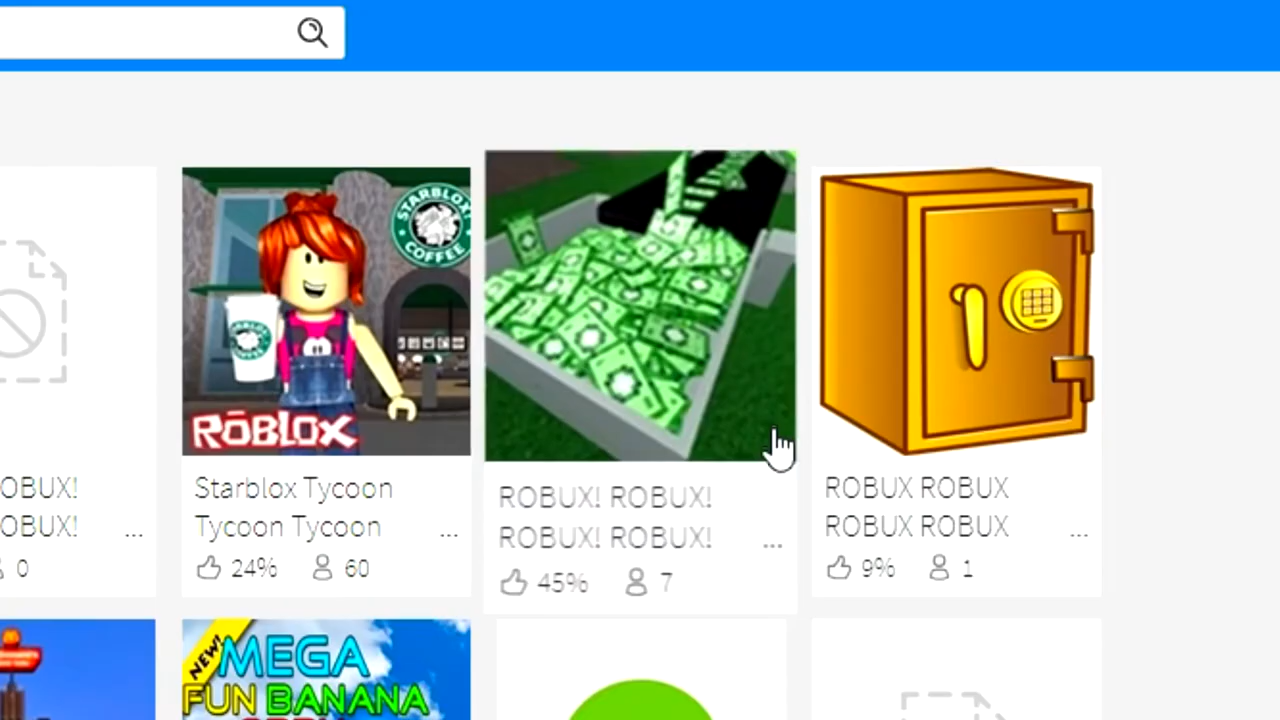 STARBLOX!
COFFEE
ROBLOX
OBUX!
OBUX!
...
0
Starblox Tycoon
Tycoon Tycoon
...
24%
60
ROBUX! ROBUX!
ROBUX! ROBUX!
...
45%
7
ROBUX ROBUX
ROBUX ROBUX
...
9%
1
NEW!
MEGA
FUN BANANA